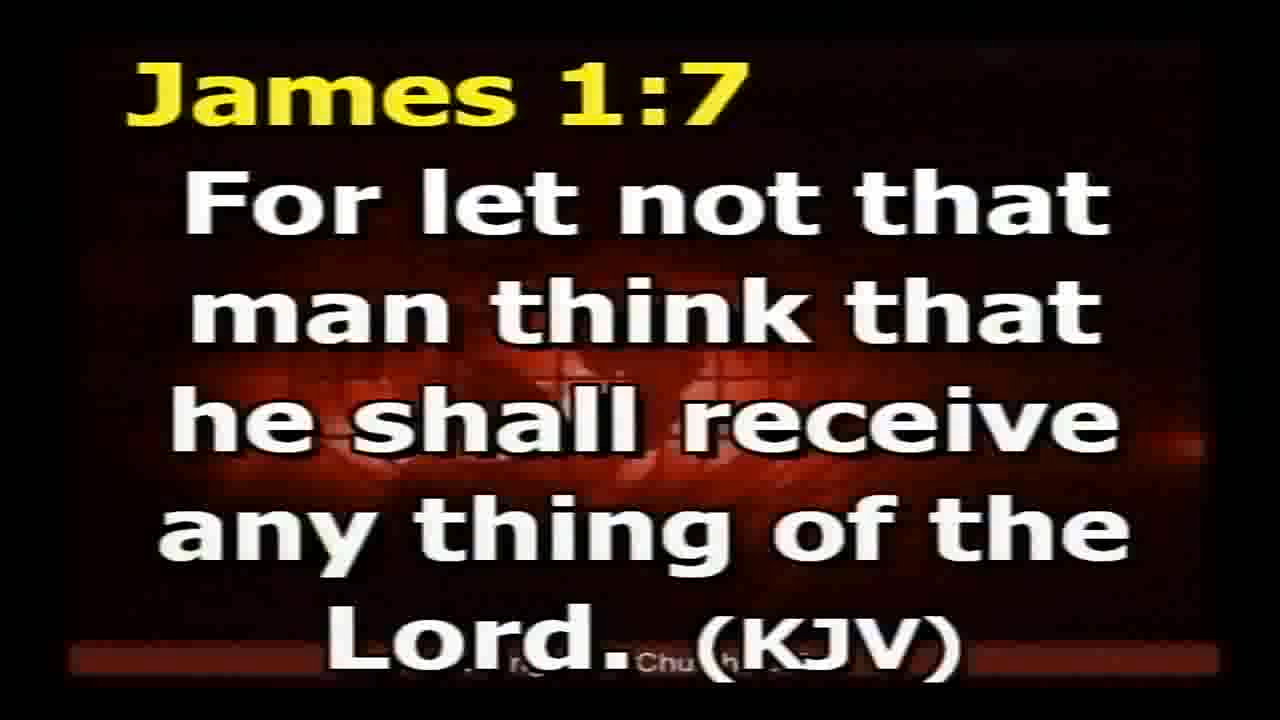 James 1:7
For let not that
man think that
he shall receive
any thing of the
Lord. (KJV)